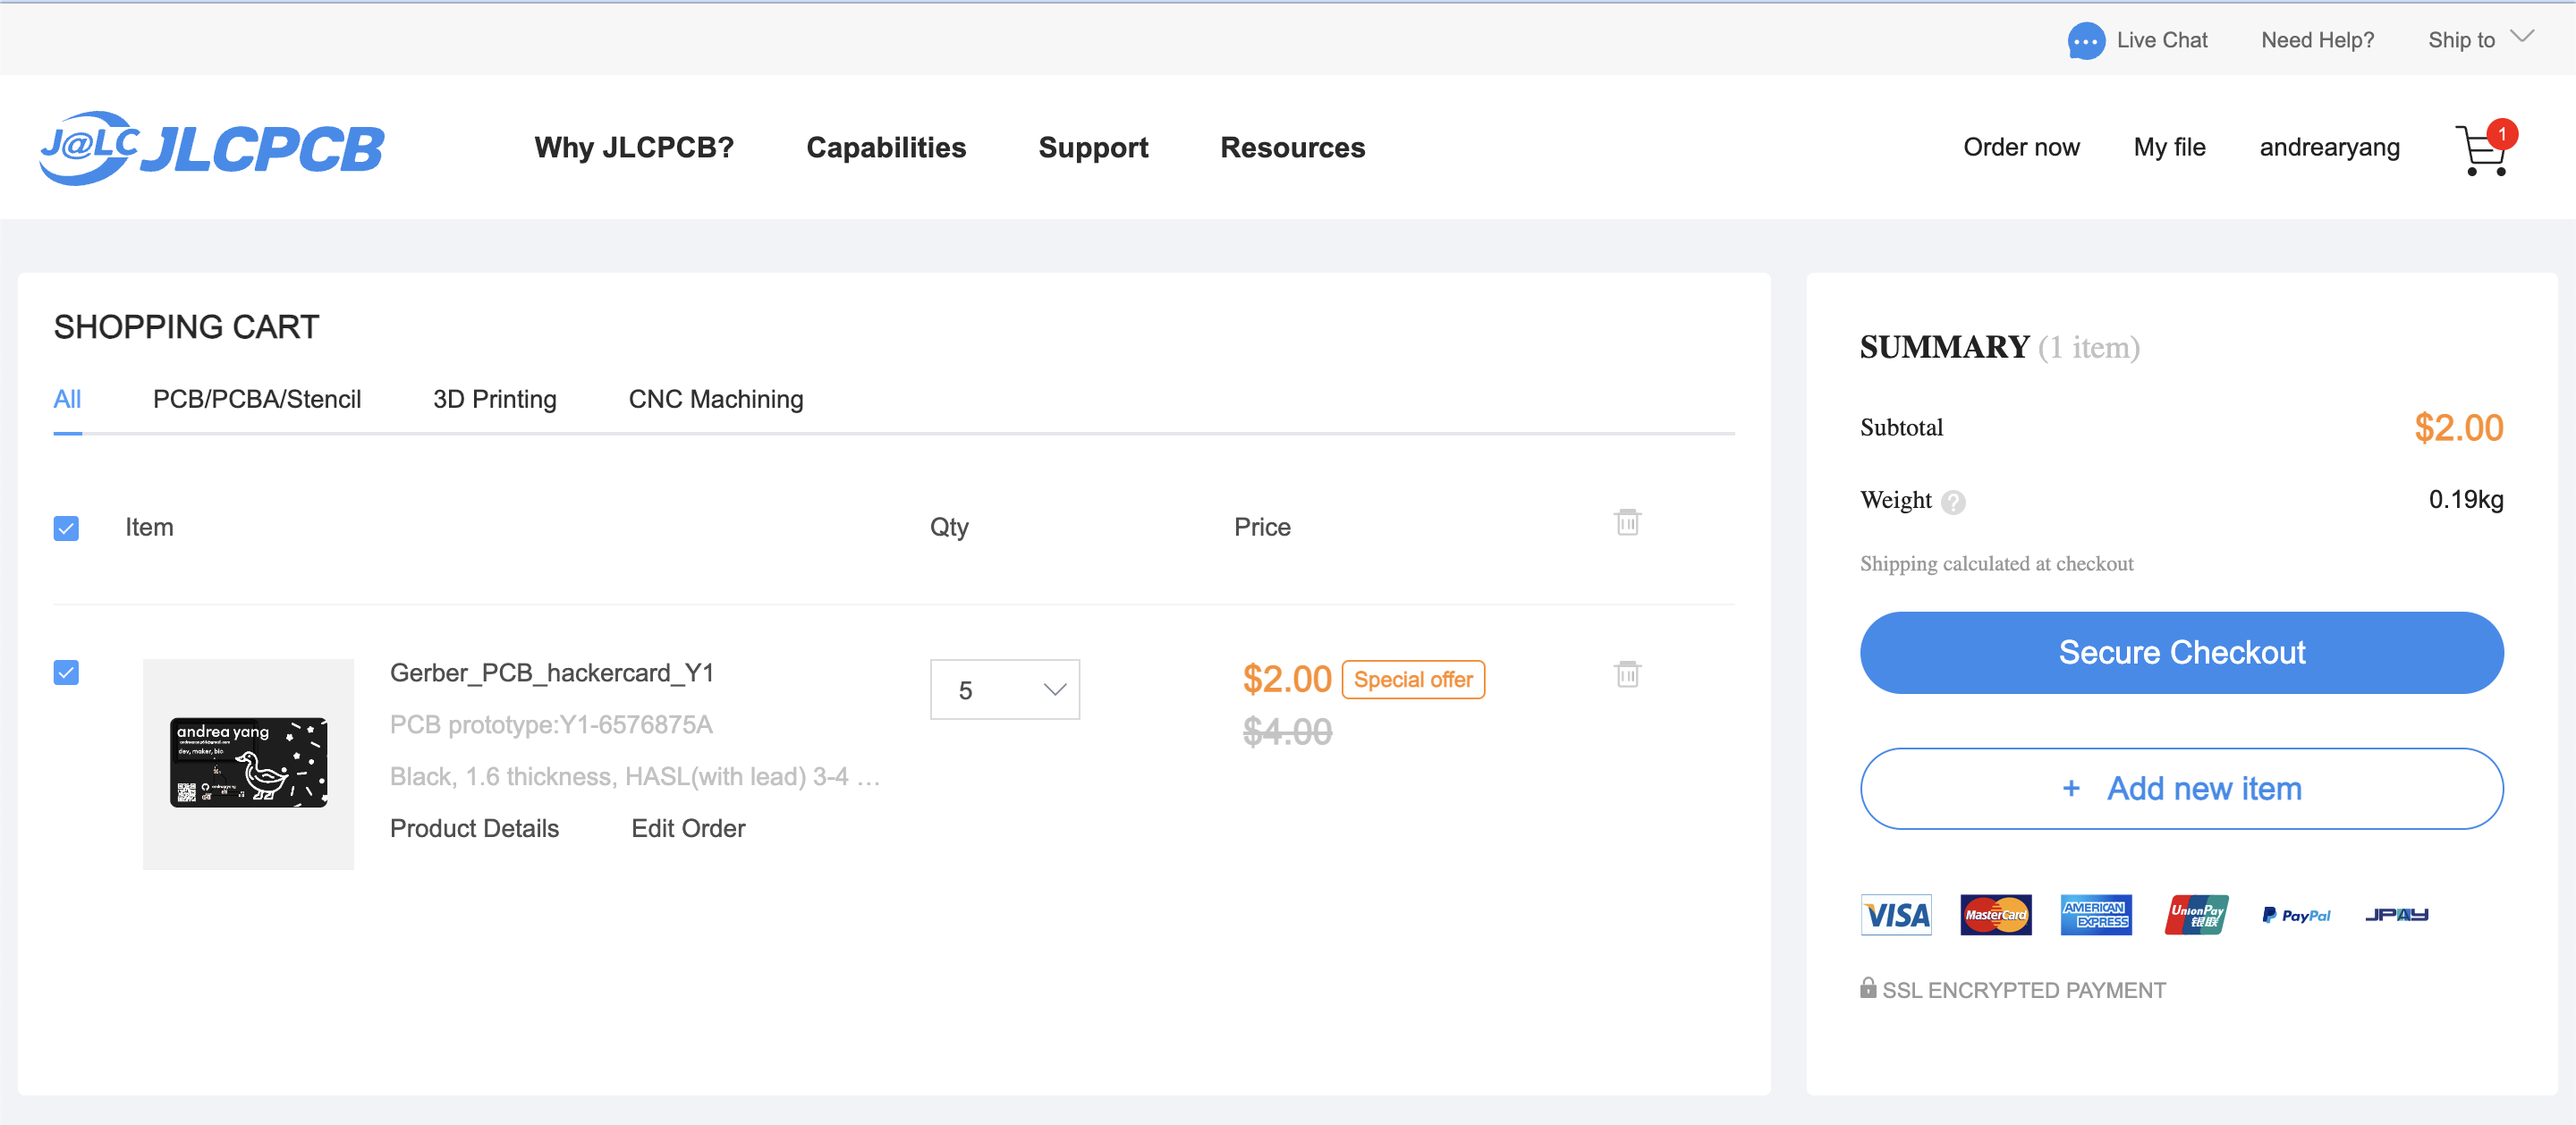 Live Chat Need Help? Ship to
J@LC JLCPCB Why JLCPCB? Capabilities Support Resources Order now My file andrearyang 1
SHOPPING CART
All PCB/PCBA/Stencil 3D Printing CNC Machining
Item Qty Price
Gerber_PCB_hackercard_Y1
PCB prototype:Y1-6576875A
Black, 1.6 thickness, HASL(with lead) 3-4 ...
Product Details Edit Order
andrea yang
dev, maker, bio
5
$2.00 Special offer
$4.00
SUMMARY (1 item)
Subtotal $2.00
Weight ? 0.19kg
Shipping calculated at checkout
Secure Checkout
+ Add new item
VISA MasterCard AMERICAN EXPRESS UnionPay 银联 PayPal JPAY
SSL ENCRYPTED PAYMENT